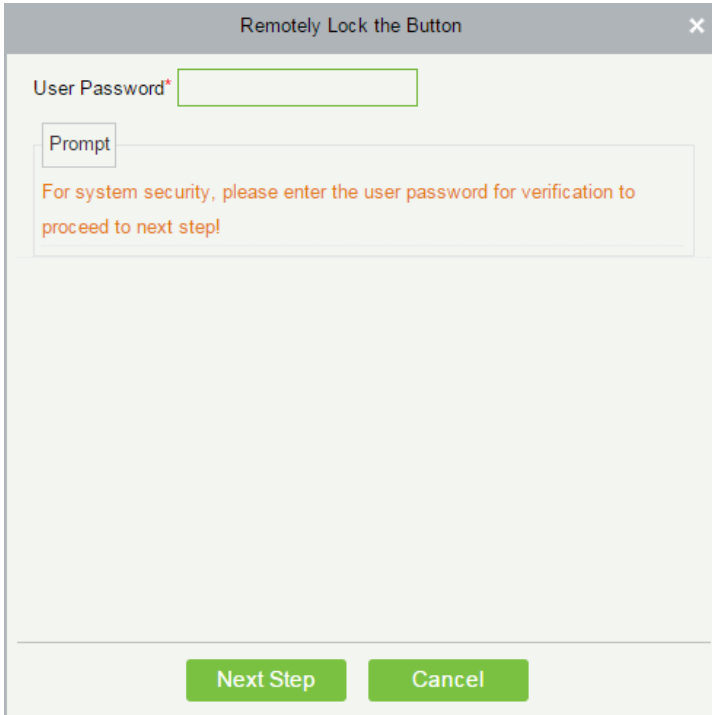 Remotely Lock the Button ×
User Password*
Prompt
For system security, please enter the user password for verification to
proceed to next step!
Next Step Cancel